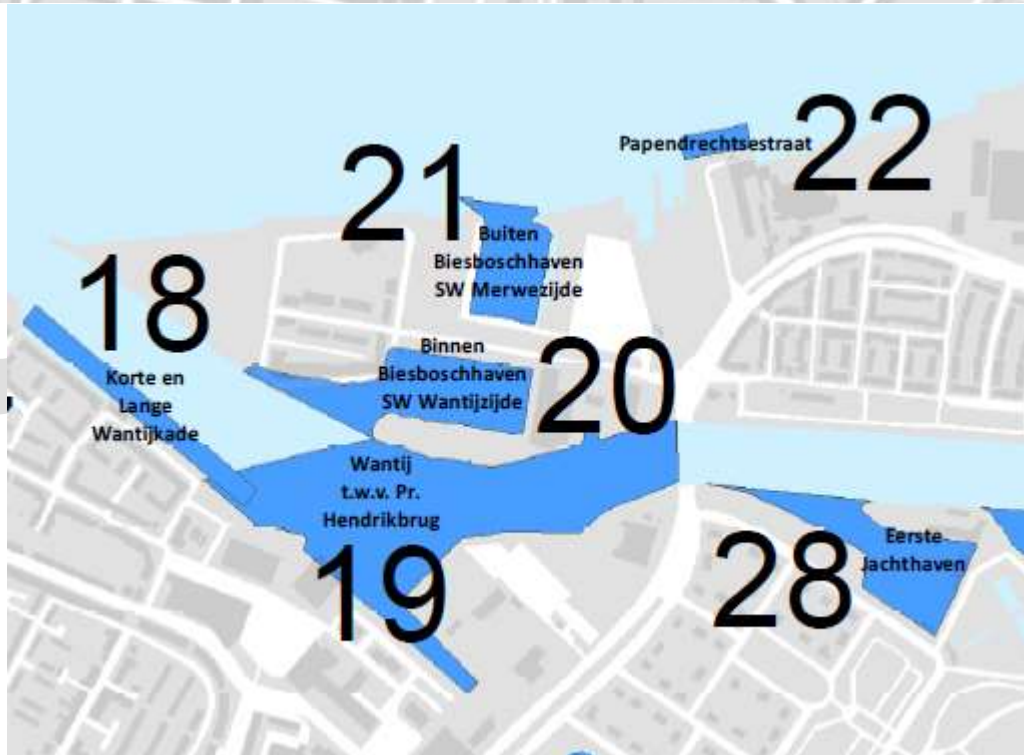 22
Papendrechtsestraat
21
Buiten
Biesboschhaven
SW Merwezijde
18
Korte en
Lange
Wantijkade
Binnen
Biesboschhaven
SW Wantijzijde
20
Wantij
t.w.v. Pr.
Hendrikbrug
19
28
Eerste
Jachthaven